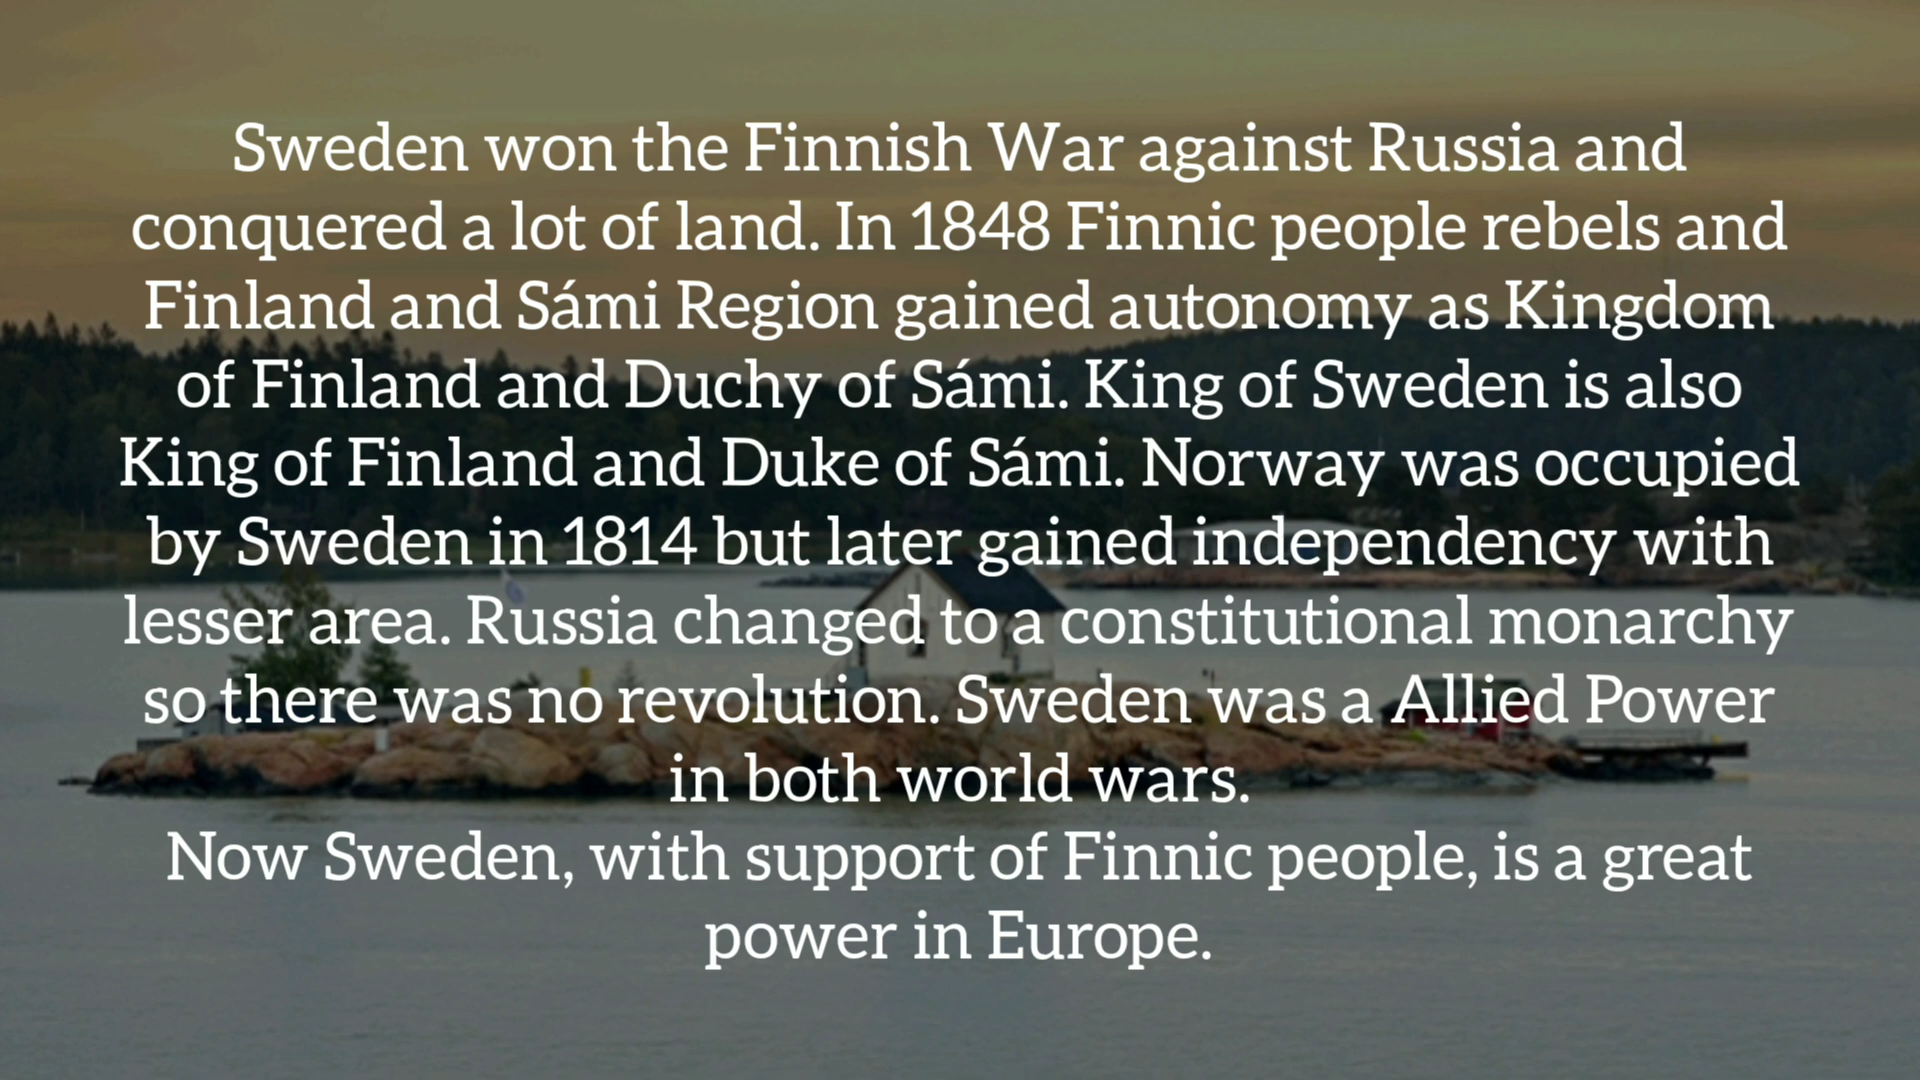 Sweden won the Finnish War against Russia and
conquered a lot of land. In 1848 Finnic people rebels and
Finland and Sámi Region gained autonomy as Kingdom
of Finland and Duchy of Sámi. King of Sweden is also
King of Finland and Duke of Sámi. Norway was occupied
by Sweden in 1814 but later gained independency with
lesser area. Russia changed to a constitutional monarchy
so there was no revolution. Sweden was a Allied Power
in both world wars.
Now Sweden, with support of Finnic people, is a great
power in Europe.